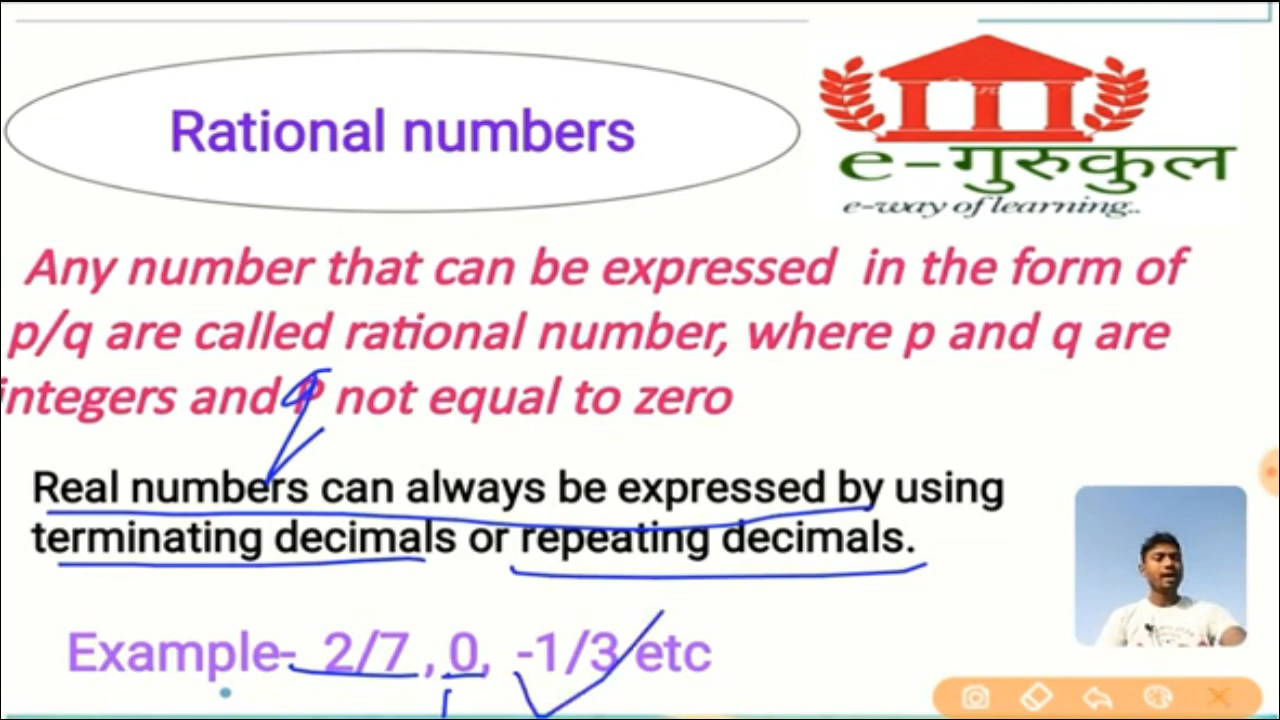 Rational numbers
e-गुरुकुल
e-way of learning..
Any number that can be expressed in the form of
p/q are called rational number, where p and q are
integers and P not equal to zero
Real numbers can always be expressed by using
terminating decimals or repeating decimals.
Example- 2/7 , 0, -1/3 etc